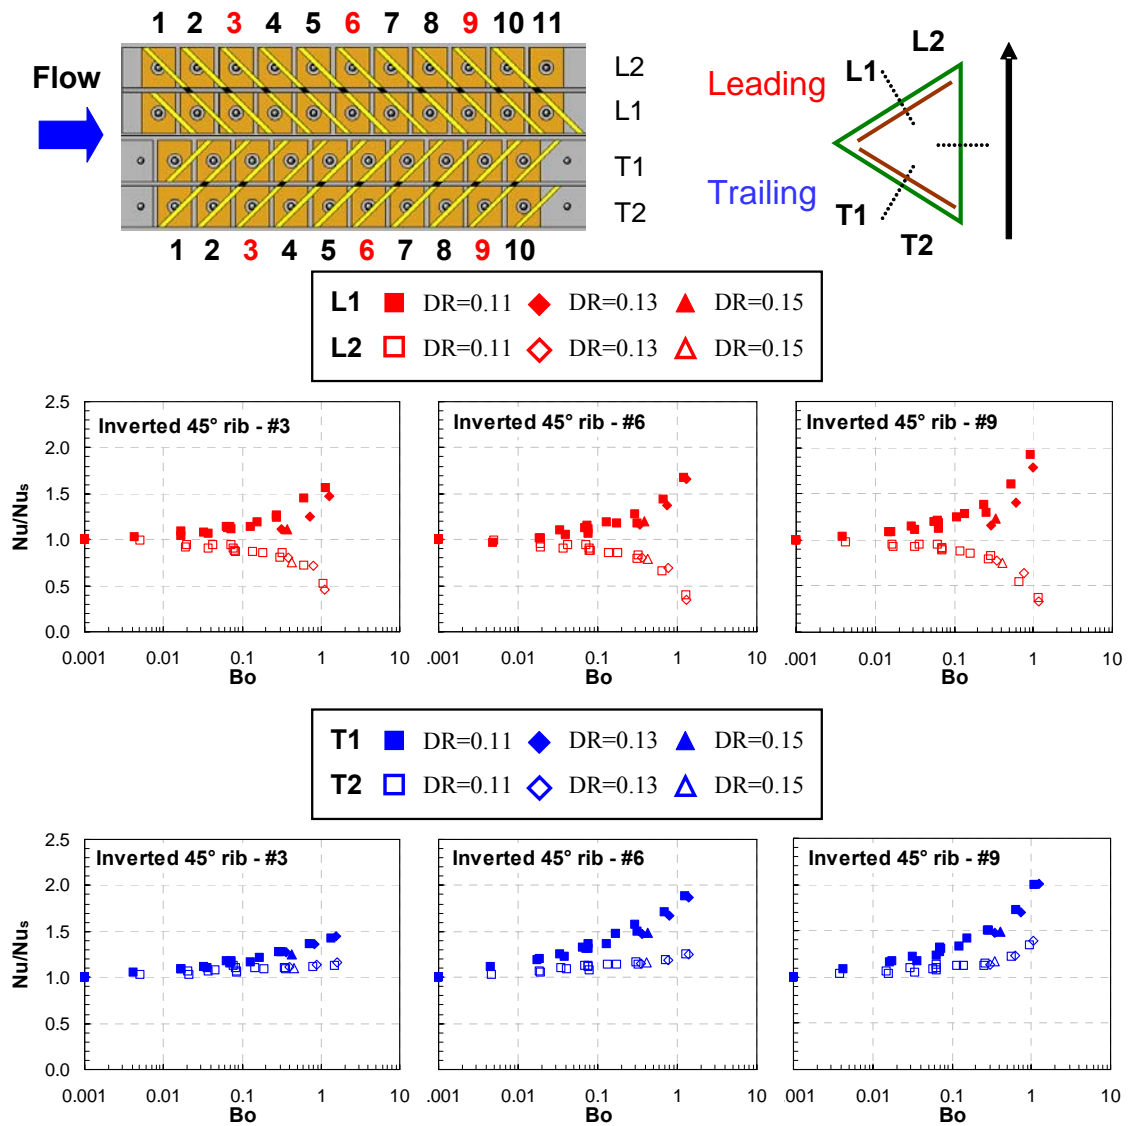 1 2 3 4 5 6 7 8 9 10 11
Flow
L2
L1
T1
T2
1 2 3 4 5 6 7 8 9 10
Leading
Trailing
L2
L1
T1
T2
L1 DR=0.11 DR=0.13 DR=0.15
L2 DR=0.11 DR=0.13 DR=0.15
Inverted 45° rib - #3
Nu/Nus
2.5
2.0
1.5
1.0
0.5
0.0
0.001 0.01 0.1 1 10
Bo
Inverted 45° rib - #6
.001 0.01 0.1 1 10
Bo
Inverted 45° rib - #9
.001 0.01 0.1 1 10
Bo
T1 DR=0.11 DR=0.13 DR=0.15
T2 DR=0.11 DR=0.13 DR=0.15
Inverted 45° rib - #3
Nu/Nus
2.5
2.0
1.5
1.0
0.5
0.0
0.001 0.01 0.1 1 10
Bo
Inverted 45° rib - #6
.001 0.01 0.1 1 10
Bo
Inverted 45° rib - #9
.001 0.01 0.1 1 10
Bo